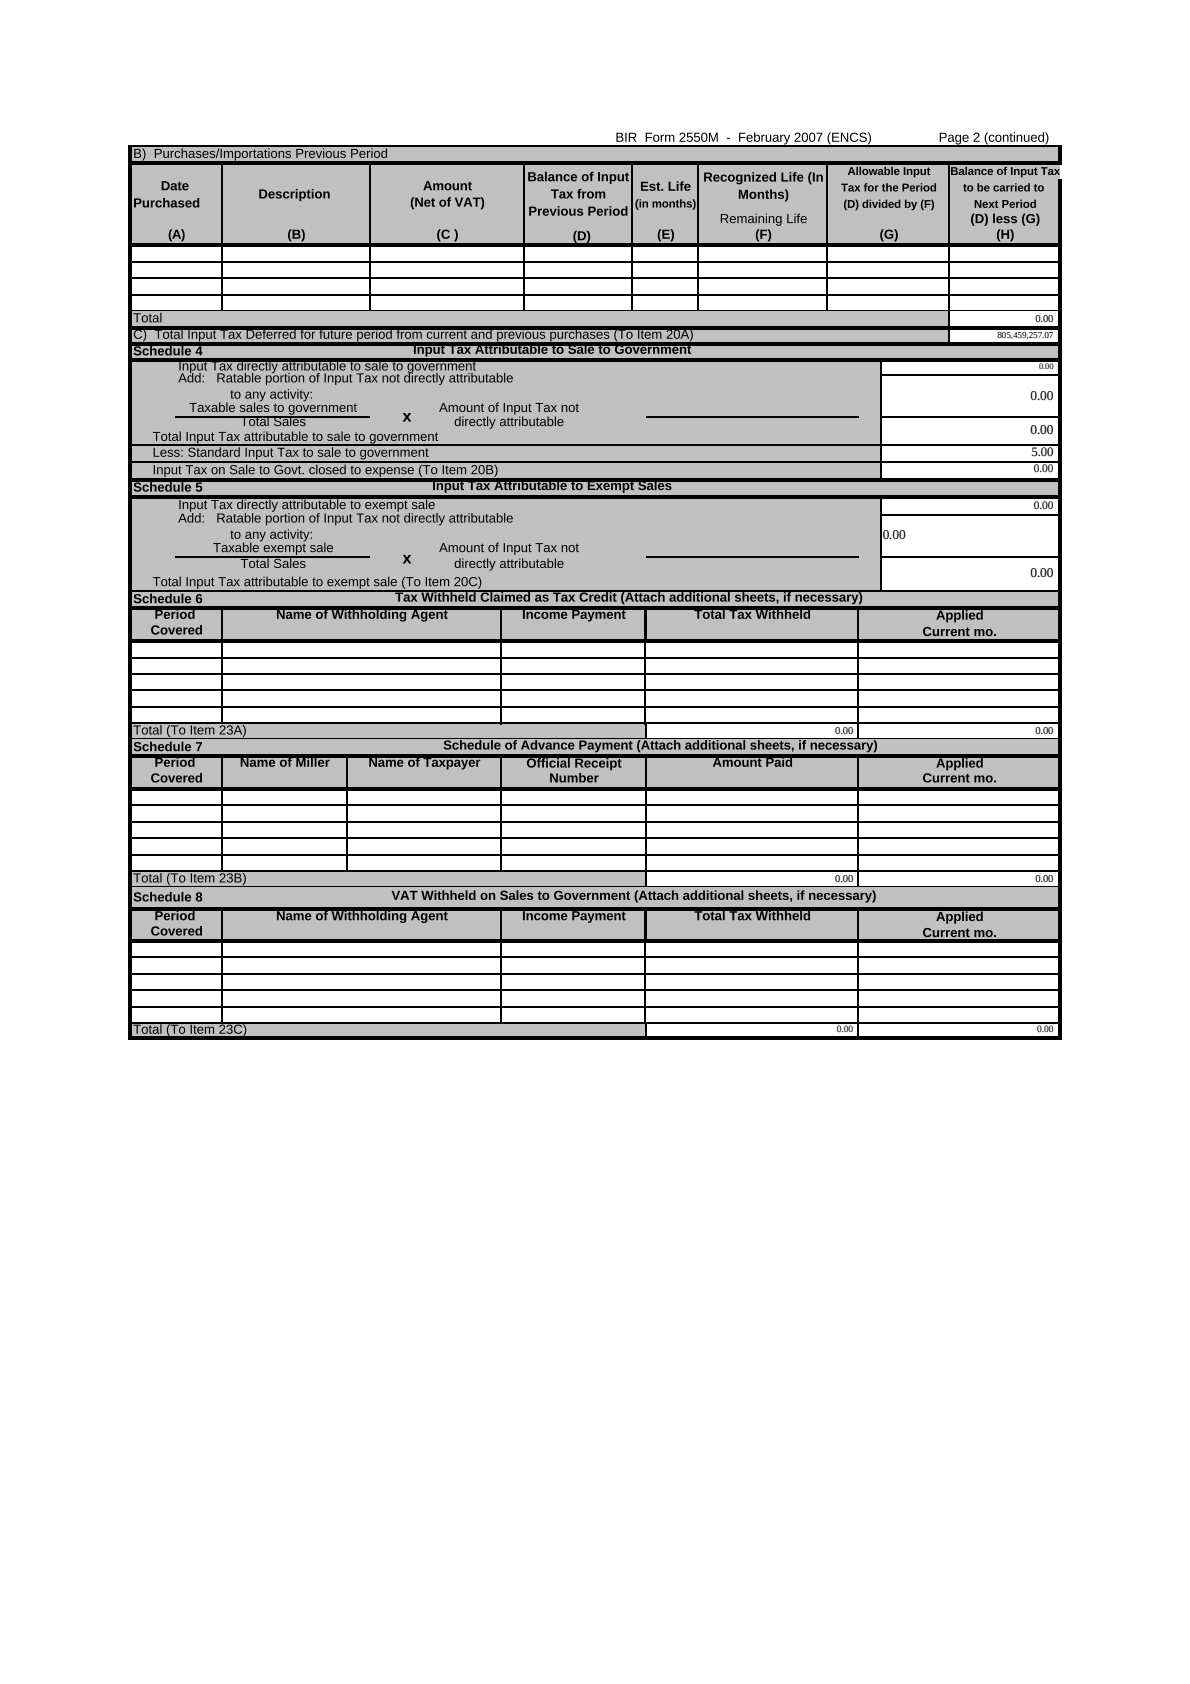 BIR Form 2550M - February 2007 (ENCS) Page 2 (continued)
B) Purchases/Importations Previous Period
Date Purchased (A)
Description (B)
Amount (Net of VAT) (C )
Balance of Input Tax from Previous Period (D)
Est. Life (in months) (E)
Recognized Life (In Months) Remaining Life (F)
Allowable Input Tax for the Period (D) divided by (F) (G)
Balance of Input Tax to be carried to Next Period (D) less (G) (H)
Total 0.00
C) Total Input Tax Deferred for future period from current and previous purchases (To Item 20A) 805,459,257.07
Schedule 4 Input Tax Attributable to Sale to Government
Input Tax directly attributable to sale to government 0.00
Add: Ratable portion of Input Tax not directly attributable
to any activity: 0.00
Taxable sales to government x Amount of Input Tax not
Total Sales directly attributable
0.00
Total Input Tax attributable to sale to government
Less: Standard Input Tax to sale to government 5.00
Input Tax on Sale to Govt. closed to expense (To Item 20B) 0.00
Schedule 5 Input Tax Attributable to Exempt Sales
Input Tax directly attributable to exempt sale 0.00
Add: Ratable portion of Input Tax not directly attributable
to any activity: 0.00
Taxable exempt sale x Amount of Input Tax not
Total Sales directly attributable
0.00
Total Input Tax attributable to exempt sale (To Item 20C)
Schedule 6 Tax Withheld Claimed as Tax Credit (Attach additional sheets, if necessary)
Period Name of Withholding Agent Income Payment Total Tax Withheld Applied
Covered Current mo.
Total (To Item 23A) 0.00 0.00
Schedule 7 Schedule of Advance Payment (Attach additional sheets, if necessary)
Period Name of Miller Name of Taxpayer Official Receipt Amount Paid Applied
Covered Number Current mo.
Total (To Item 23B) 0.00 0.00
Schedule 8 VAT Withheld on Sales to Government (Attach additional sheets, if necessary)
Period Name of Withholding Agent Income Payment Total Tax Withheld Applied
Covered Current mo.
Total (To Item 23C) 0.00 0.00